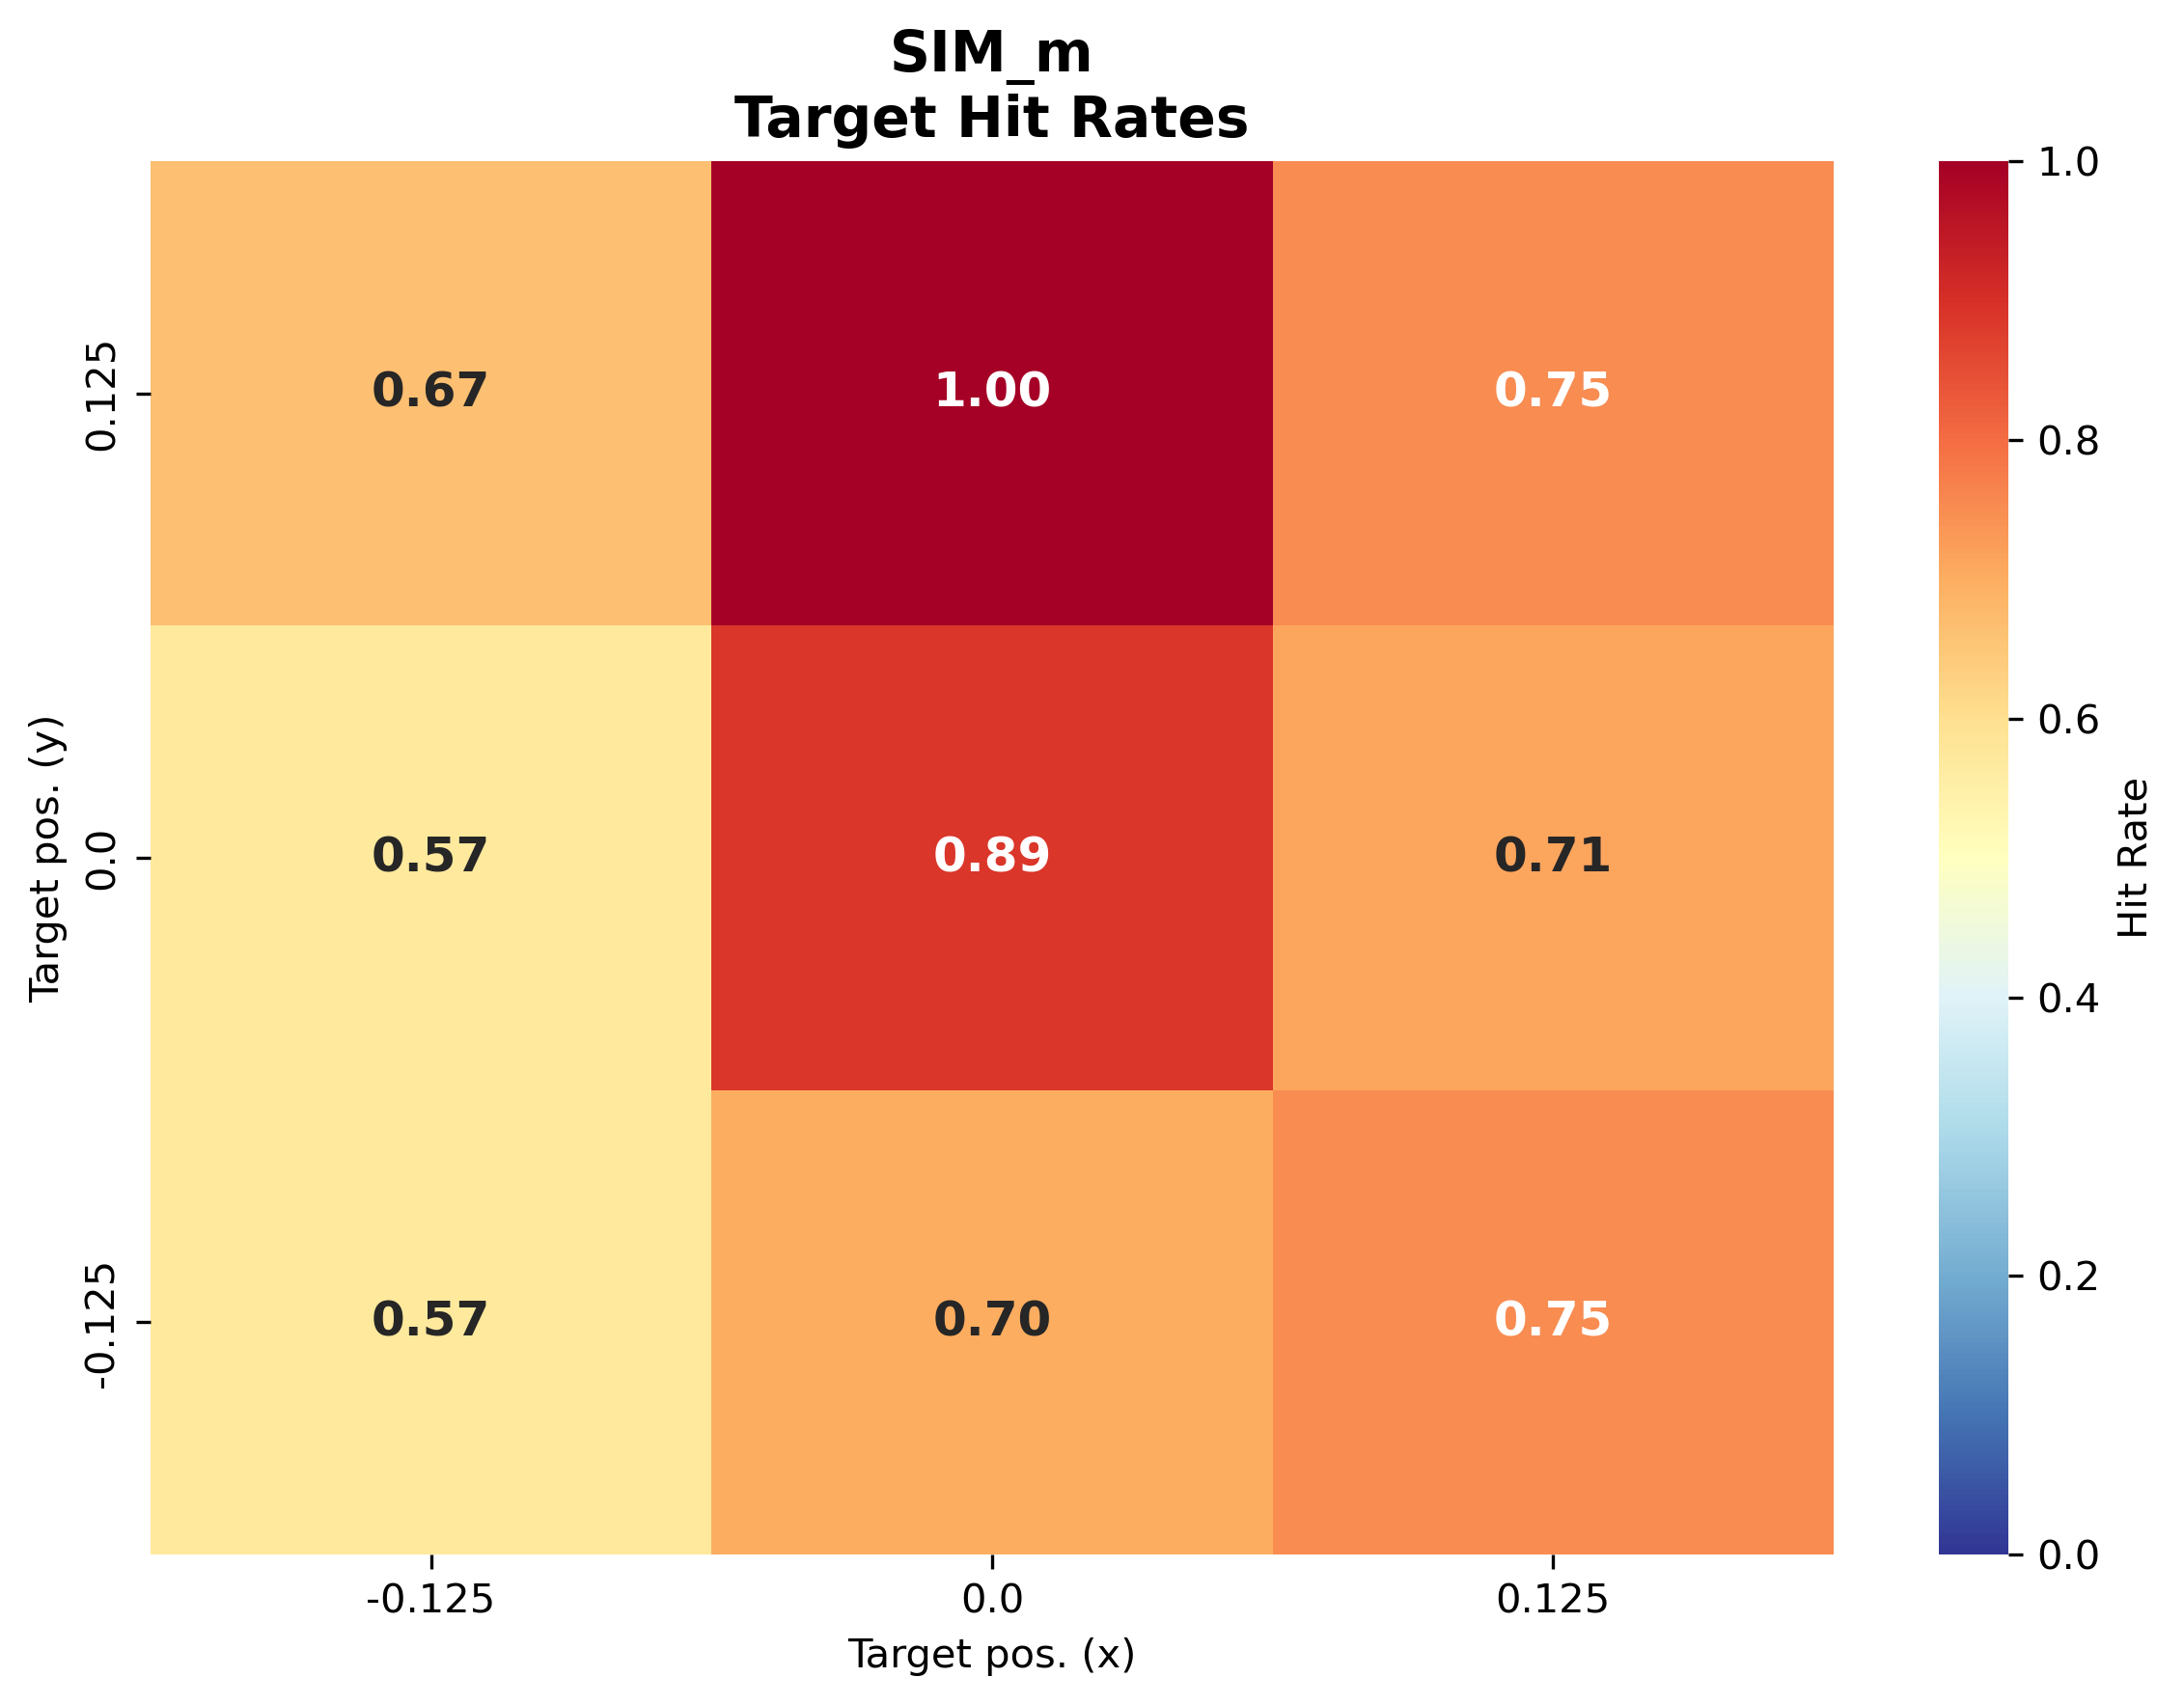 SIM_m
Target Hit Rates
0.67 1.00 0.75
0.57 0.89 0.71
0.57 0.70 0.75
0.125
0.0
-0.125
Target pos. (y)
-0.125 0.0 0.125
Target pos. (x)
1.0
0.8
0.6
0.4
0.2
0.0
Hit Rate